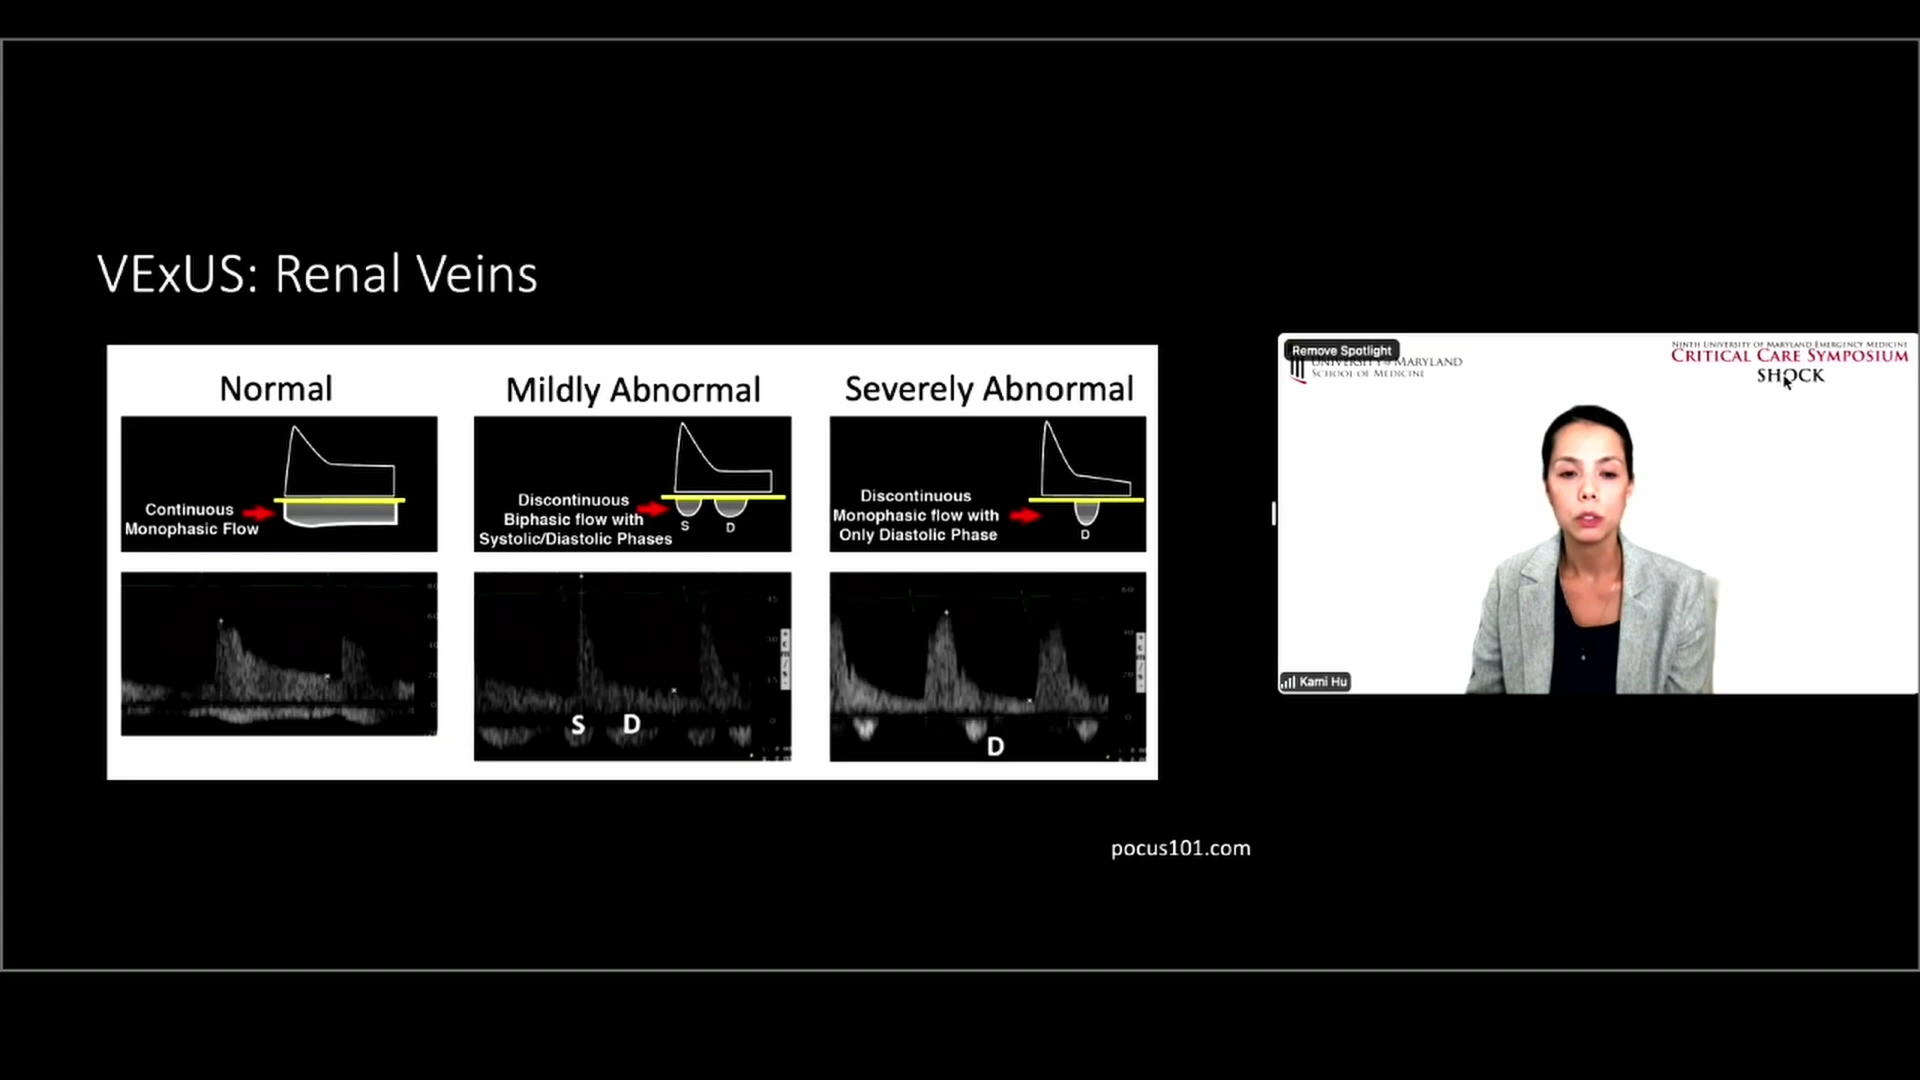 VExUS: Renal Veins
Normal
Continuous
Monophasic Flow
Mildly Abnormal
Discontinuous
Biphasic flow with
Systolic/Diastolic Phases
S
D
Severely Abnormal
Discontinuous
Monophasic flow with
Only Diastolic Phase
D
S
D
D
pocus101.com
Remove Spotlight
UNIVERSITY of MARYLAND
SCHOOL OF MEDICINE
NINTH UNIVERSITY OF MARYLAND EMERGENCY MEDICINE
CRITICAL CARE SYMPOSIUM
SHOCK
Kami Hu